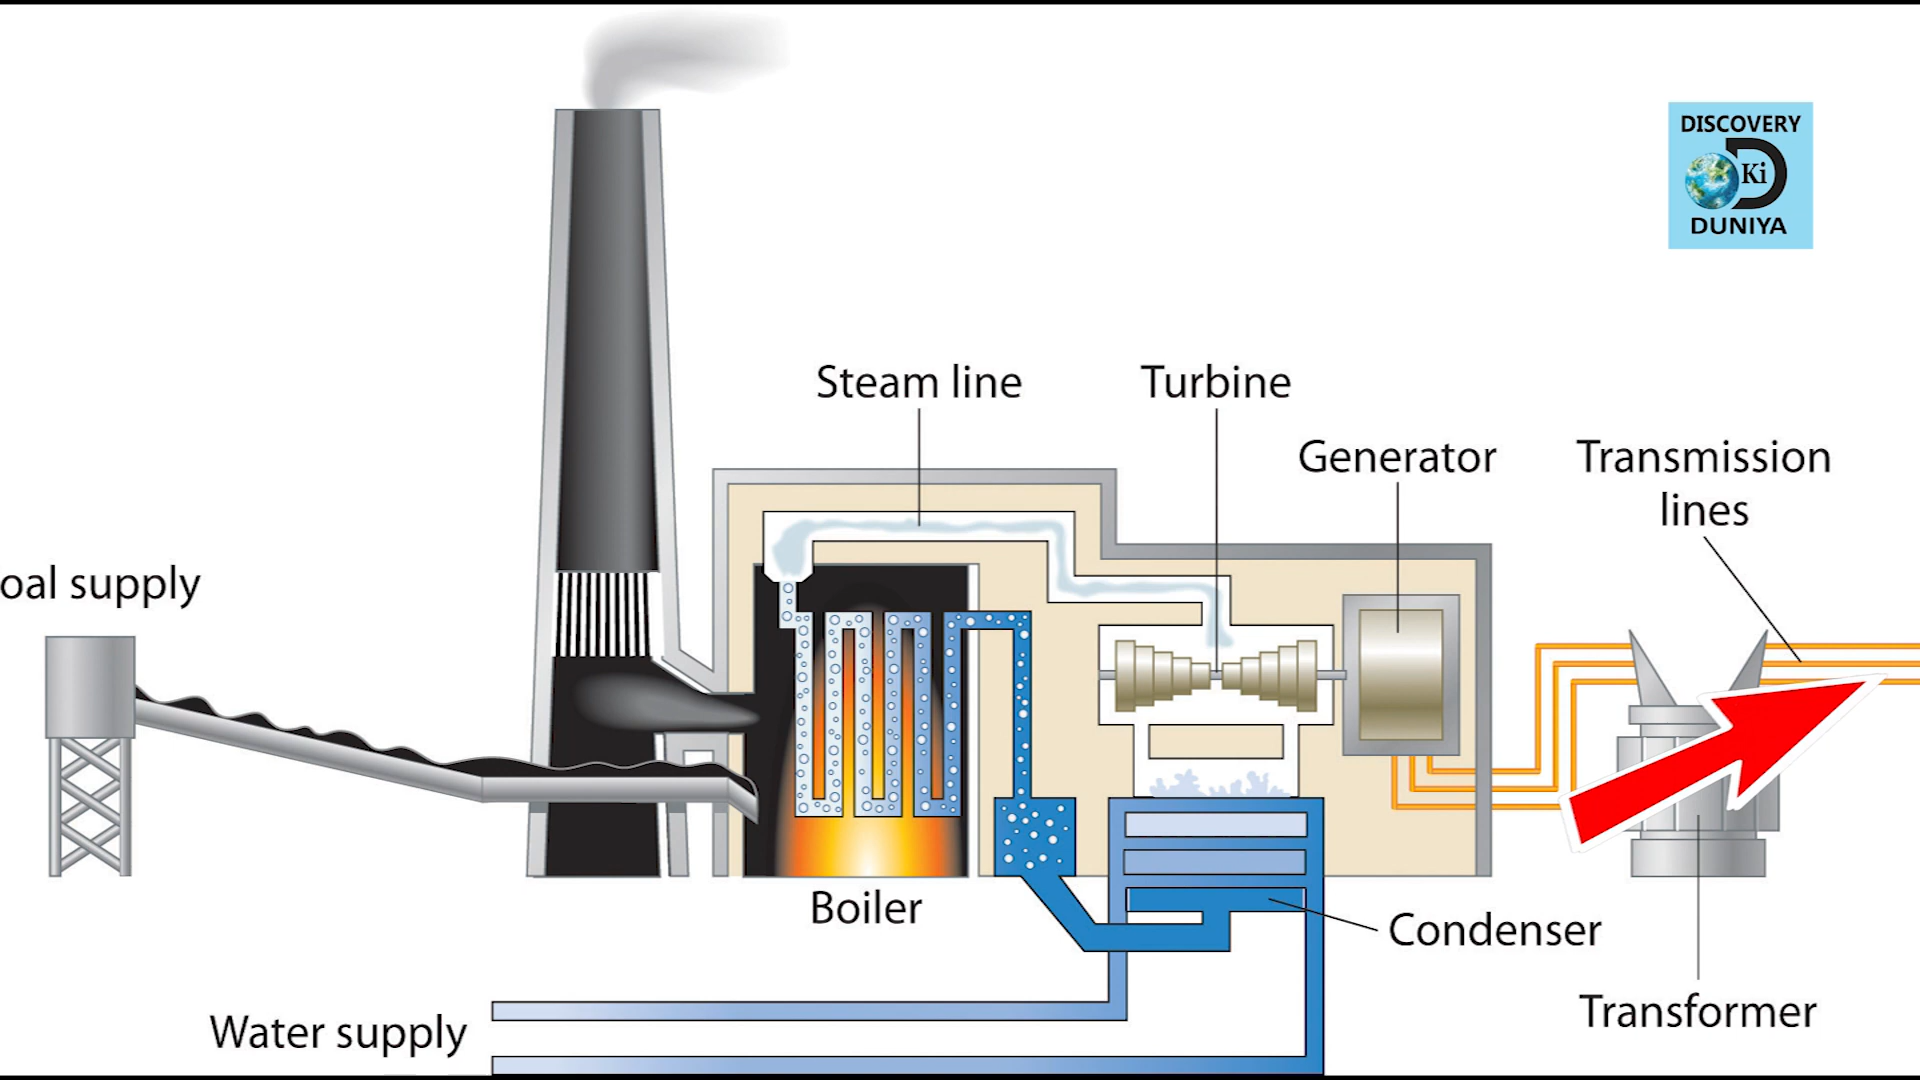 DISCOVERY
Ki
DUNIYA
Steam line
Turbine
Generator
Transmission
lines
oal supply
Boiler
Condenser
Transformer
Water supply